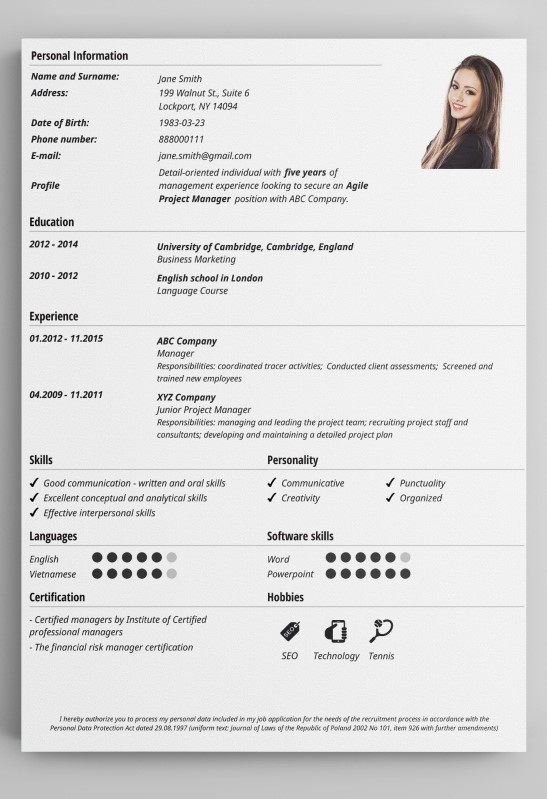 Personal Information
Name and Surname: Jane Smith
Address: 199 Walnut St., Suite 6
Lockport, NY 14094
Date of Birth: 1983-03-23
Phone number: 888000111
E-mail: jane.smith@gmail.com
Detail-oriented individual with five years of
Profile management experience looking to secure an Agile
Project Manager position with ABC Company.
Education
2012 - 2014 University of Cambridge, Cambridge, England
Business Marketing
2010 - 2012 English school in London
Language Course
Experience
01.2012 - 11.2015 ABC Company
Manager
Responsibilities: coordinated tracer activities; Conducted client assessments; Screened and
trained new employees
04.2009 - 11.2011 XYZ Company
Junior Project Manager
Responsibilities: managing and leading the project team; recruiting project staff and
consultants; developing and maintaining a detailed project plan
Skills
✓ Good communication - written and oral skills
✓ Excellent conceptual and analytical skills
✓ Effective interpersonal skills
Personality
✓ Communicative ✓ Punctuality
✓ Creativity ✓ Organized
Languages
English
Vietnamese
Software skills
Word
Powerpoint
Certification
- Certified managers by Institute of Certified
professional managers
- The financial risk manager certification
Hobbies
SEO
SEO Technology Tennis
I hereby authorize you to process my personal data included in my job application for the needs of the recruitment process in accordance with the
Personal Data Protection Act dated 29.08.1997 (uniform text: Journal of Laws of the Republic of Poland 2002 No 101, item 926 with further amendments)